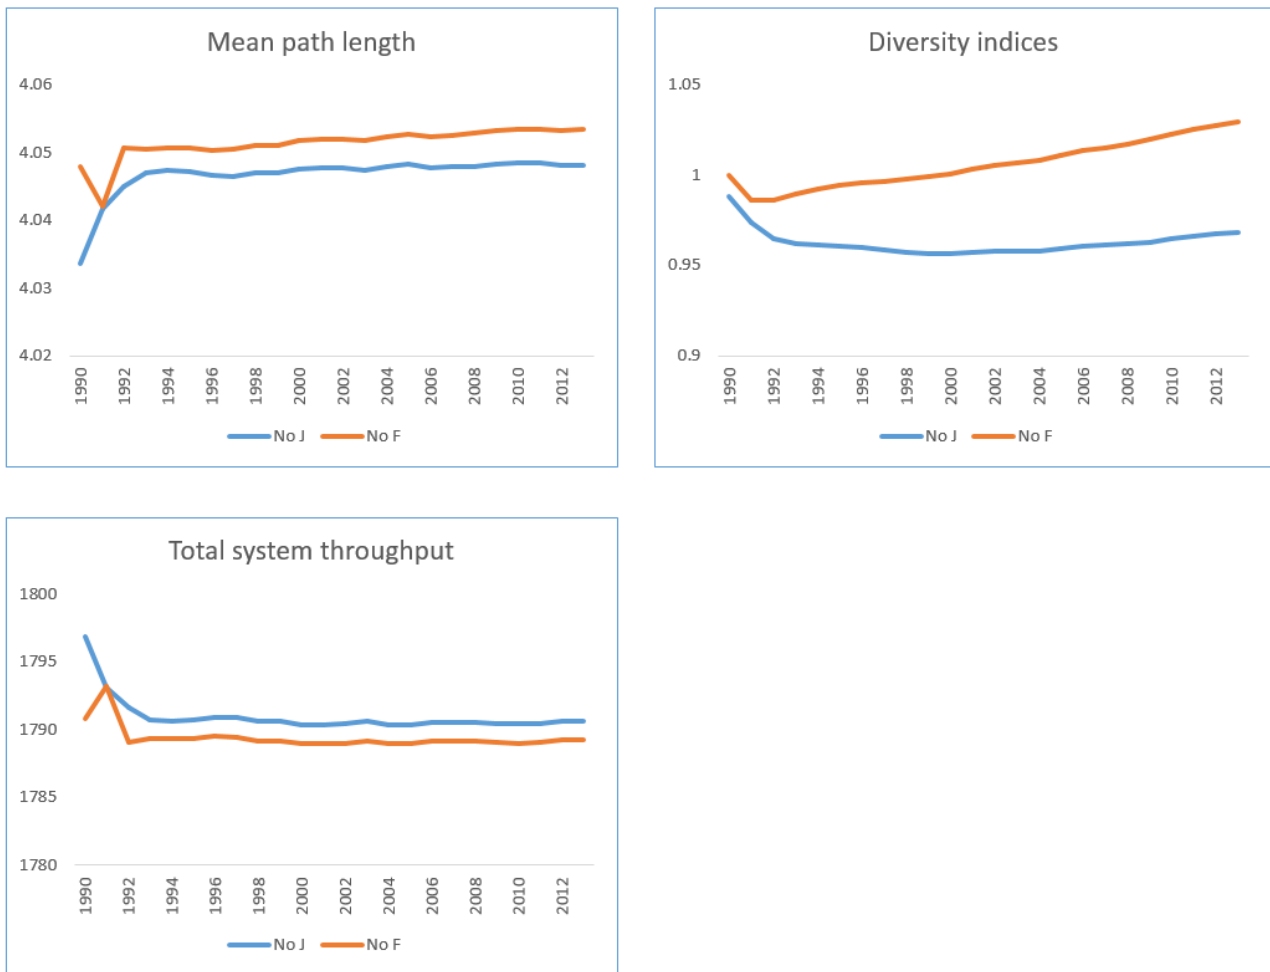 Mean path length
4.06
4.05
4.04
4.03
4.02
1990 1992 1994 1996 1998 2000 2002 2004 2006 2008 2010 2012
No J No F
Diversity indices
1.05
1
0.95
0.9
1990 1992 1994 1996 1998 2000 2002 2004 2006 2008 2010 2012
No J No F
Total system throughput
1800
1795
1790
1785
1780
1990 1992 1994 1996 1998 2000 2002 2004 2006 2008 2010 2012
No J No F